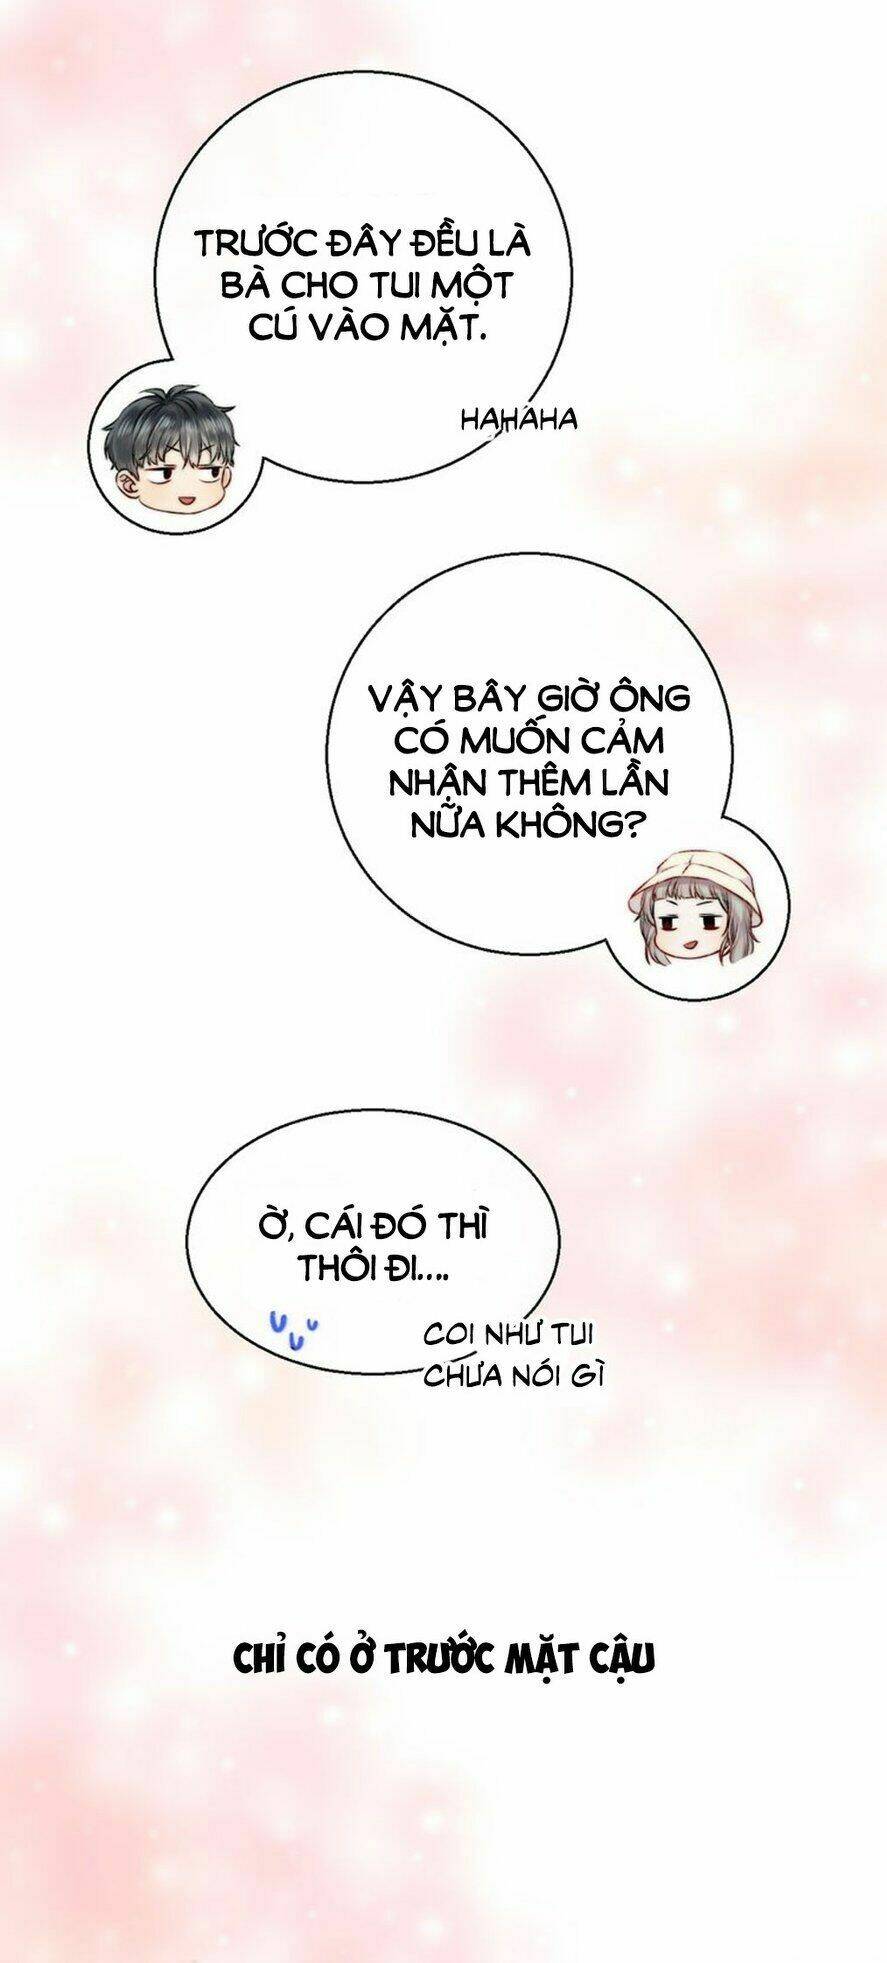 TRƯỚC ĐÂY ĐỀU LÀ
BÀ CHO TUI MỘT
CÚ VÀO MẶT.
HAHAHA
VẬY BÂY GIỜ ÔNG
CÓ MUỐN CẢM
NHẬN THÊM LẦN
NỮA KHÔNG?
Ờ, CÁI ĐÓ THÌ
THÔI ĐI....
COI NHƯ TUI
CHƯA NÓI GÌ
CHỈ CÓ Ở TRƯỚC MẶT CẬU